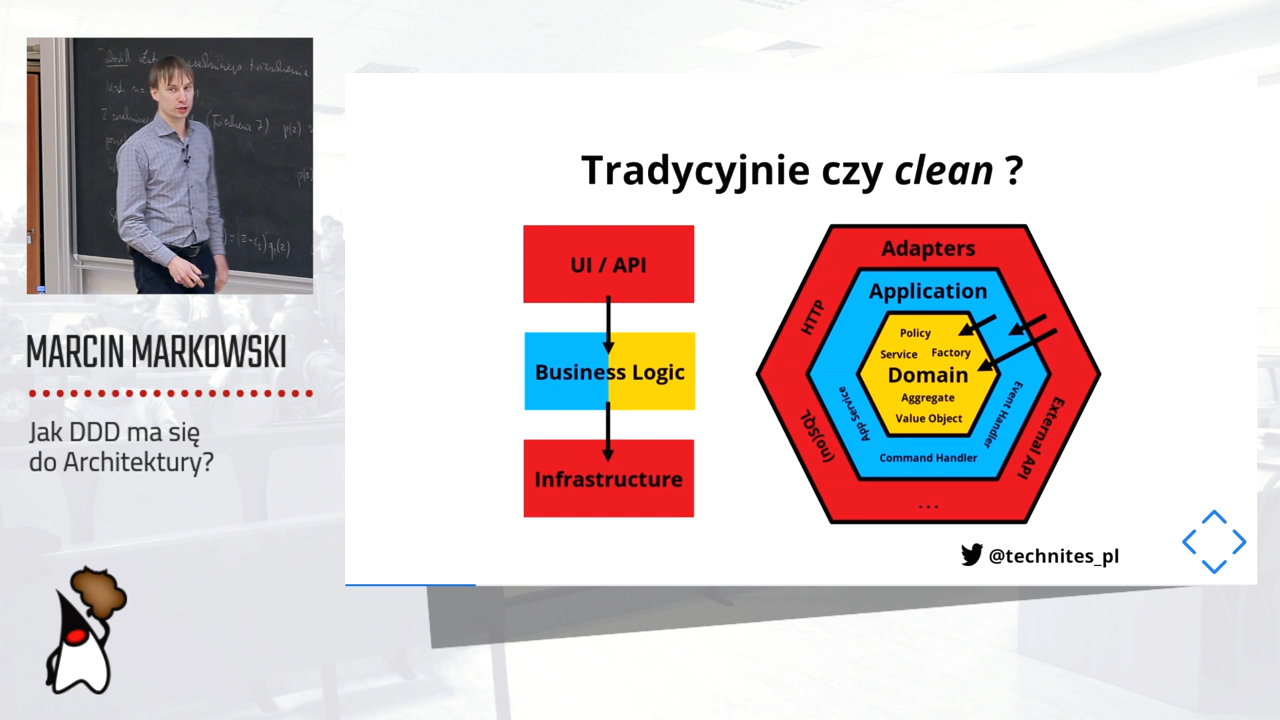 MARCIN MARKOWSKI
Jak DDD ma się
do Architektury?
Tradycyjnie czy clean ?
UI / API
Business Logic
Infrastructure
Adapters
Application
HTTP
Policy
Service Factory
Domain
Aggregate
Value Object
App Service
Event Handler
Command Handler
(no)SQL
External API
...
@technites_pl